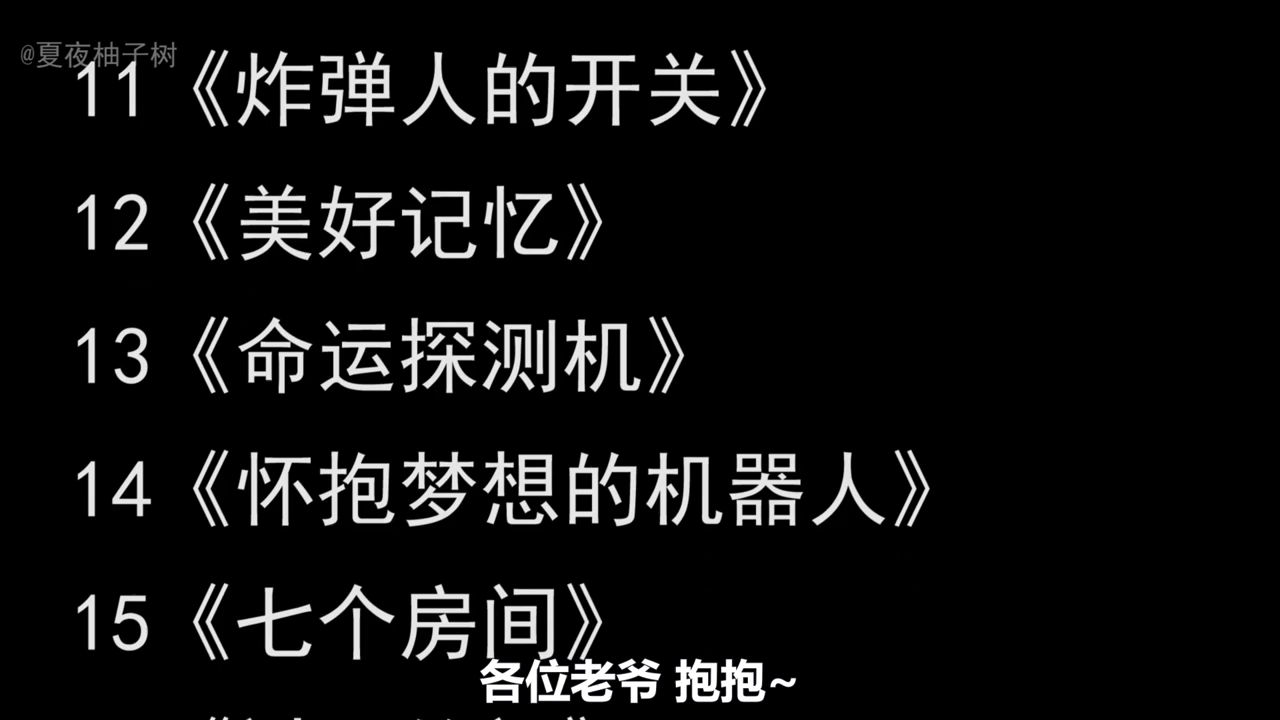 @夏夜柚子树
11《炸弹人的开关》
12《美好记忆》
13《命运探测机》
14《怀抱梦想的机器人》
15《七个房间》
各位老爷 抱抱~